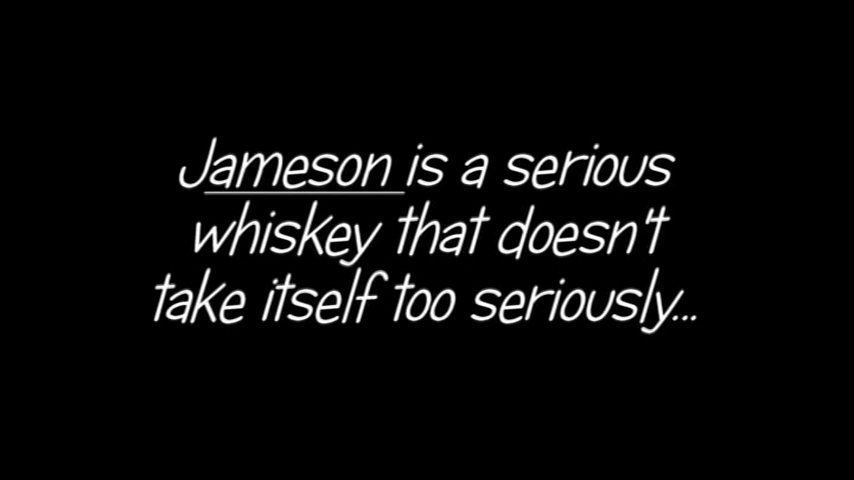 Jameson is a serious
whiskey that doesn't
take itself too seriously...